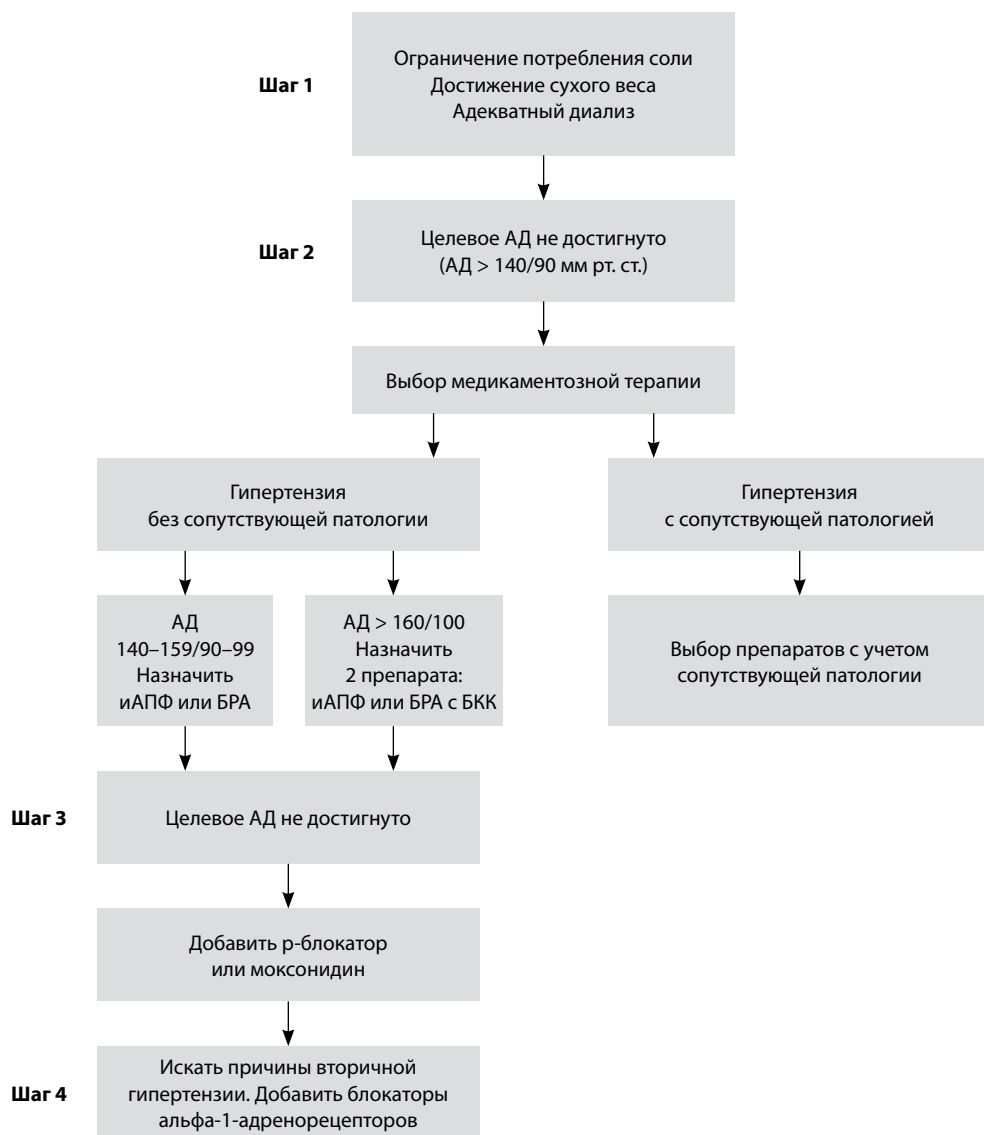 Шаг 1
Ограничение потребления соли
Достижение сухого веса
Адекватный диализ
Шаг 2
Целевое АД не достигнуто
(АД > 140/90 мм рт. ст.)
Выбор медикаментозной терапии
Гипертензия
без сопутствующей патологии
Гипертензия
с сопутствующей патологией
АД
140–159/90–99
Назначить
иАПФ или БРА
АД > 160/100
Назначить
2 препарата:
иАПФ или БРА с БКК
Выбор препаратов с учетом
сопутствующей патологии
Шаг 3
Целевое АД не достигнуто
Добавить р-блокатор
или моксонидин
Шаг 4
Искать причины вторичной
гипертензии. Добавить блокаторы
альфа-1-адренорецепторов